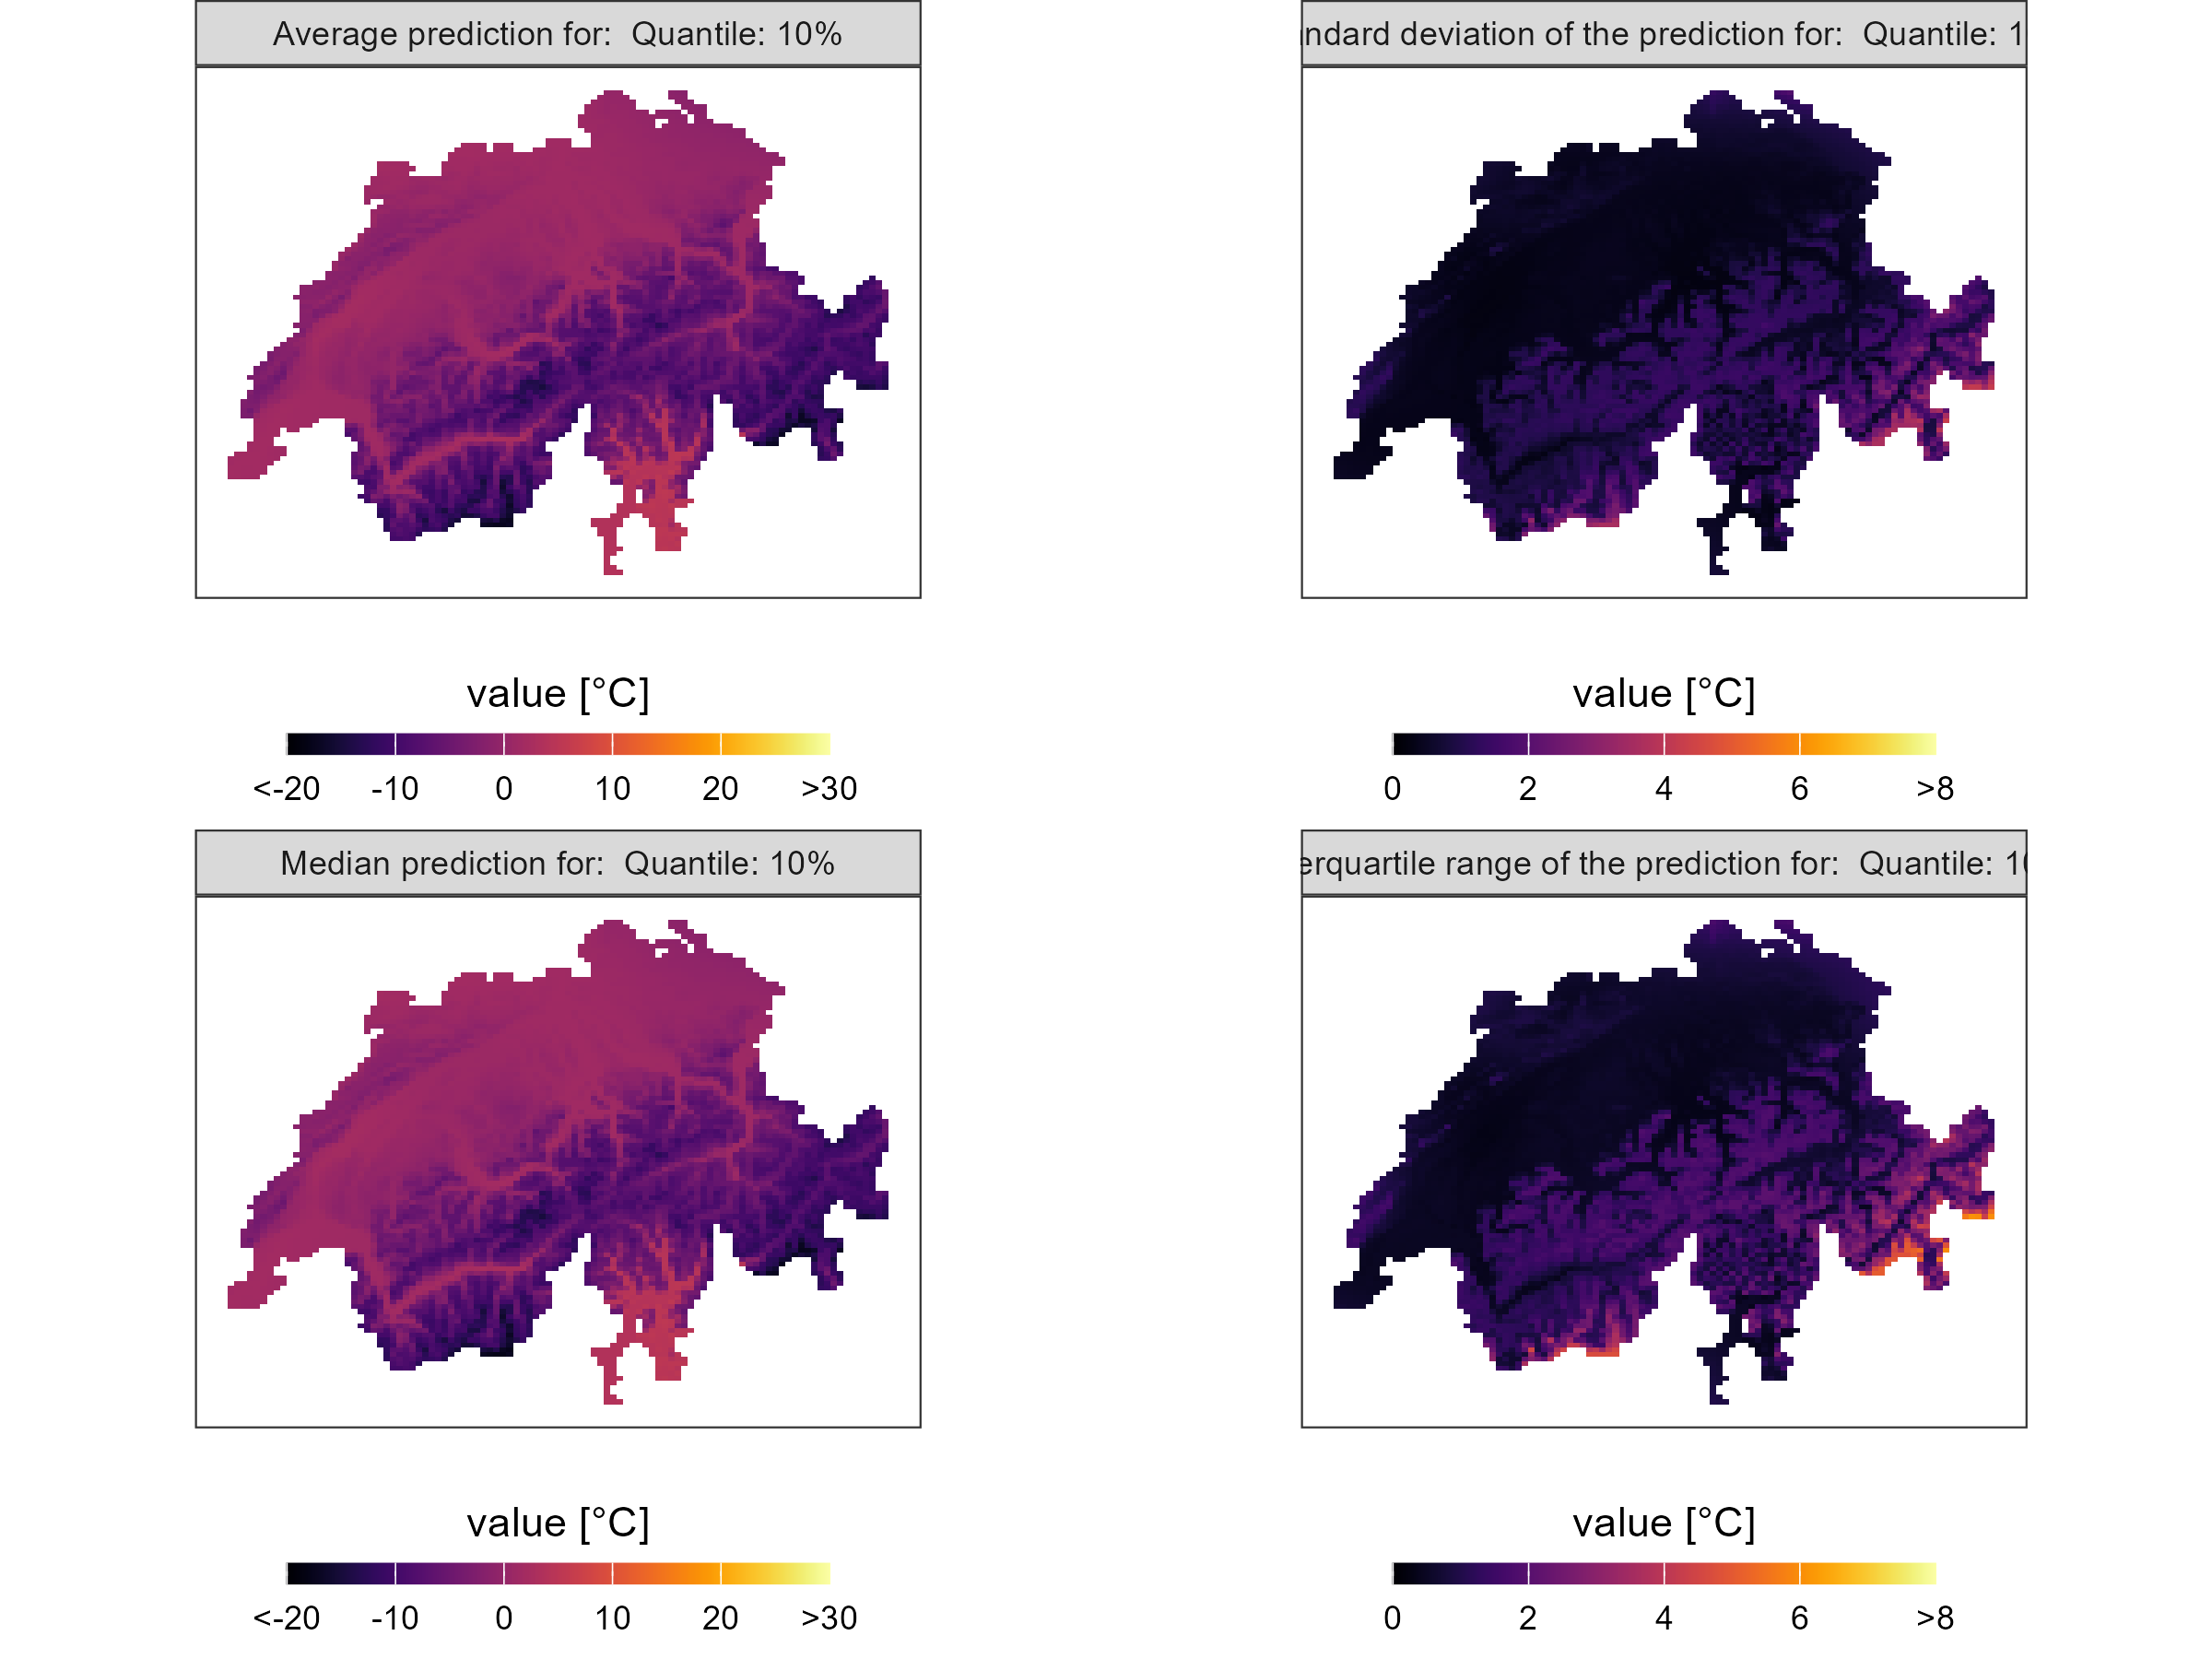 Average prediction for:  Quantile: 10%
ndard deviation of the prediction for:  Quantile: 1
value [°C]
<-20 -10 0 10 20 >30
value [°C]
0 2 4 6 >8
Median prediction for:  Quantile: 10%
erquartile range of the prediction for:  Quantile: 10
value [°C]
<-20 -10 0 10 20 >30
value [°C]
0 2 4 6 >8